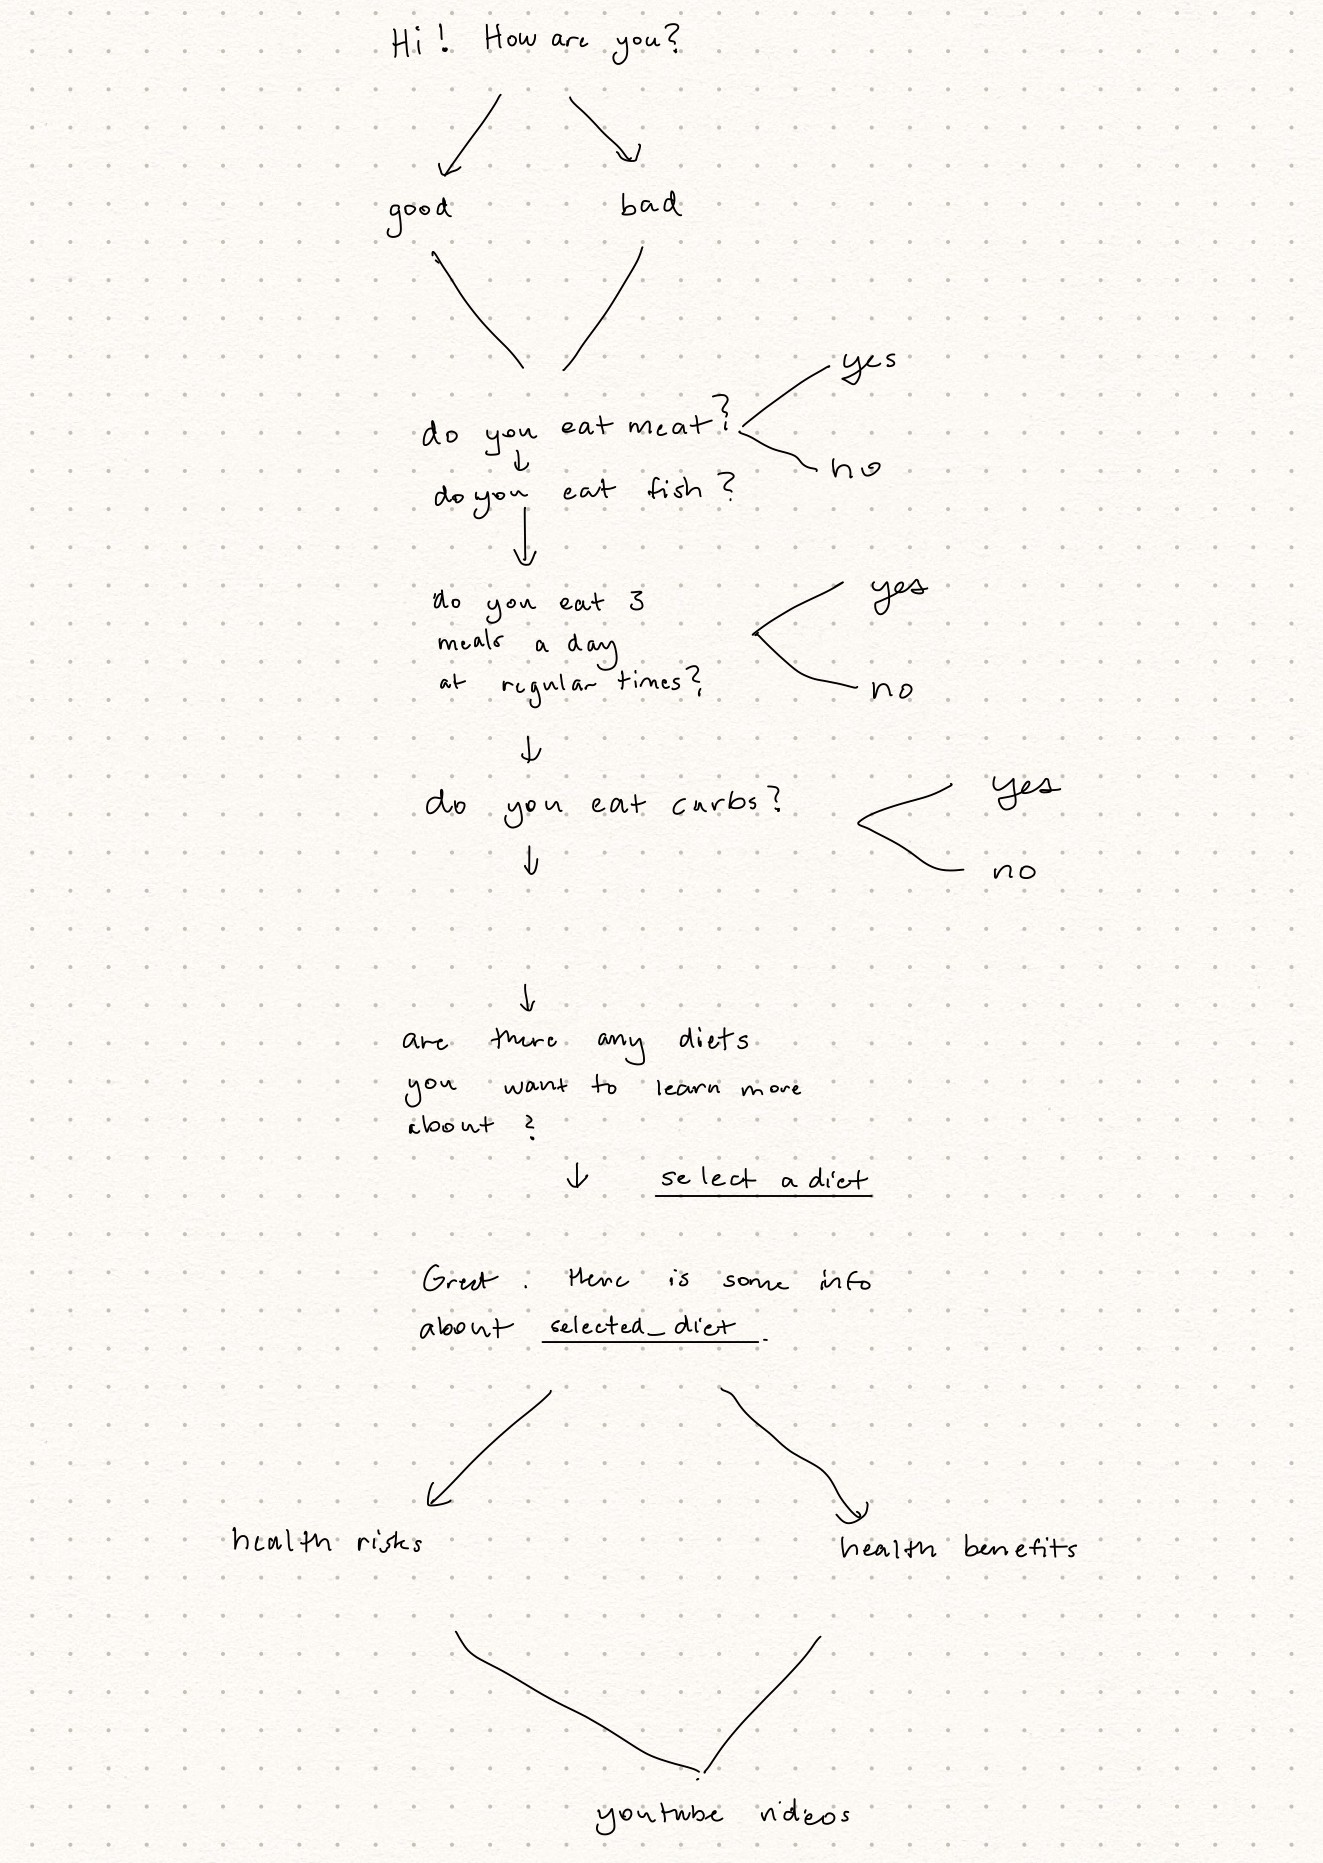 Hi! How are you?
good
bad
yes
do you eat meat?
no
do you eat fish?
do you eat 3
yes
meals a day
at regular times?
no
do you eat carbs?
yes
no
are there any diets
you want to learn more
about?
select a diet
Great. Here is some info
about selected_diet.
health risks
health benefits
youtube videos